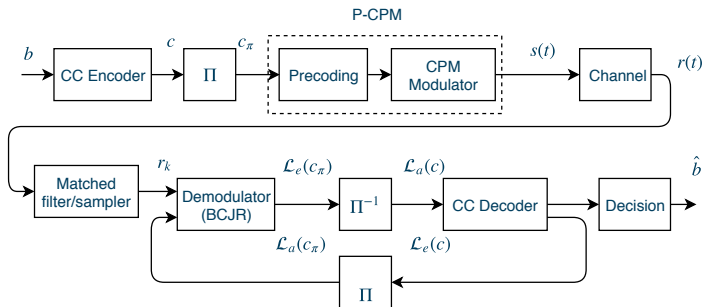 P-CPM
b
CC Encoder
c
Π
c_π
Precoding
CPM
Modulator
s(t)
Channel
r(t)
Matched
filter/sampler
r_k
Demodulator
(BCJR)
ℒ_e(c_π)
Π⁻¹
ℒ_a(c)
CC Decoder
Decision
b̂
ℒ_a(c_π)
ℒ_e(c)
Π